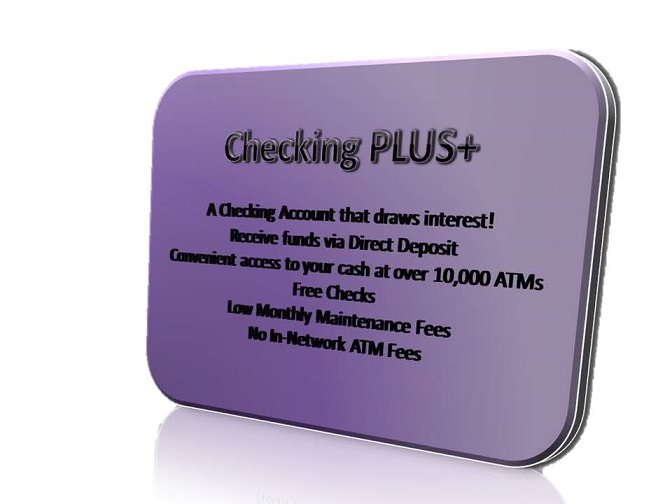 Checking PLUS+
A Checking Account that draws interest!
Receive funds via Direct Deposit
Convenient access to your cash at over 10,000 ATMs
Free Checks
Low Monthly Maintenance Fees
No In-Network ATM Fees